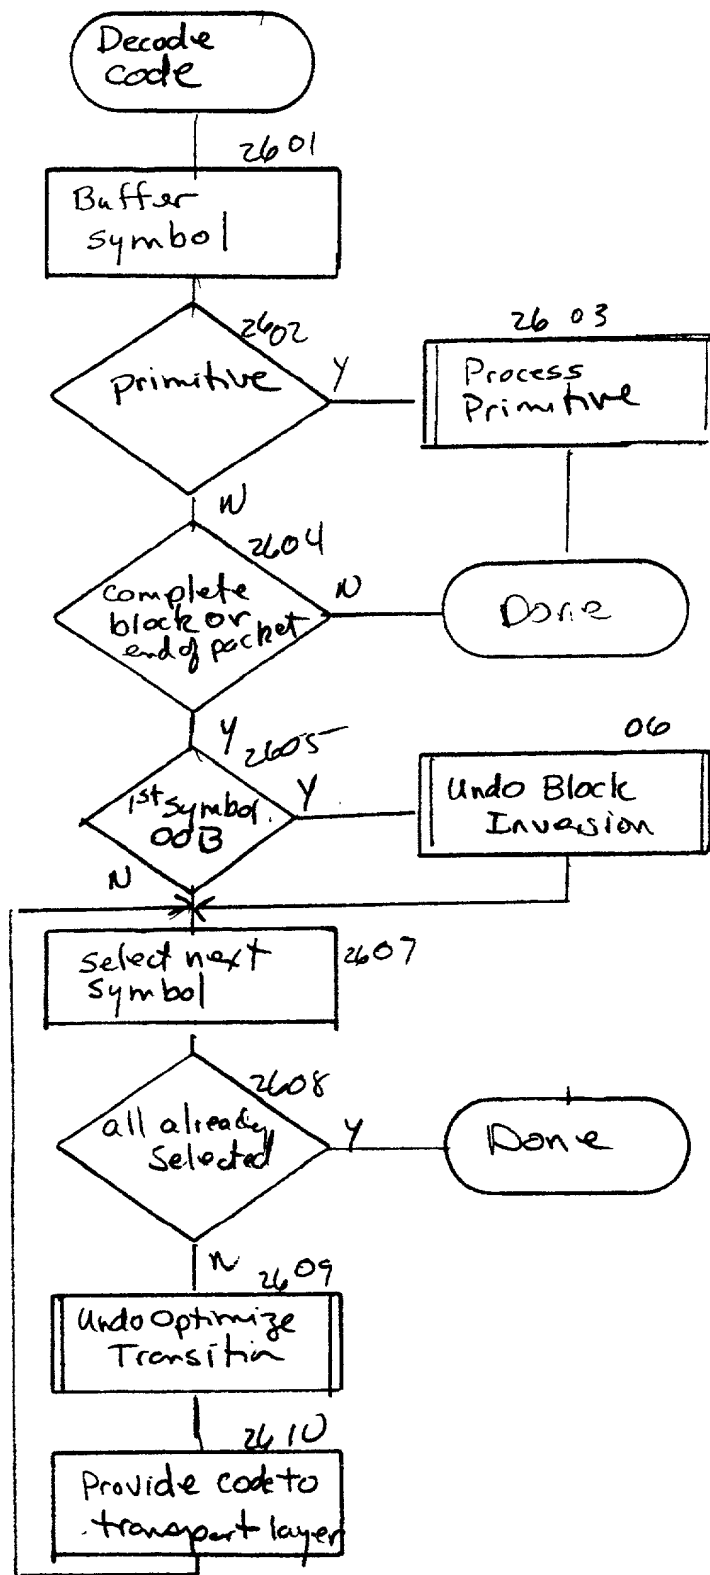 Decode
code
2601
Buffer
symbol
2602
primitive
Y
2603
Process
Primitive
N
2604
complete
block or
end of packet
N
Done
Y
2605
1st symbol
OOB
Y
06
Undo Block
Inversion
N
select next
symbol
2607
2608
all already
selected
Y
Done
N
2609
Undo Optimize
Transition
2610
Provide code to
transport layer